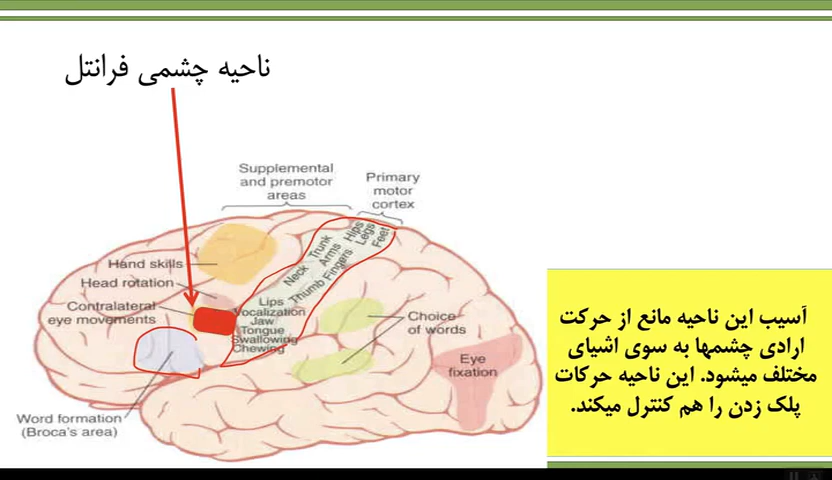 ناحیه چشمی فرانتل
Supplemental
and premotor
areas
Primary
motor
cortex
Hand skills
Head rotation
Contralateral
eye movements
Hips
Legs
Feet
Trunk
Arms
Neck
Fingers
Thumb
Lips
Vocalization
Jaw
Tongue
Swallowing
Chewing
Choice
of words
Eye
fixation
Word formation
(Broca's area)
آسیب این ناحیه مانع از حرکت
ارادی چشمها به سوی اشیای
مختلف میشود. این ناحیه حرکات
پلک زدن را هم کنترل میکند.